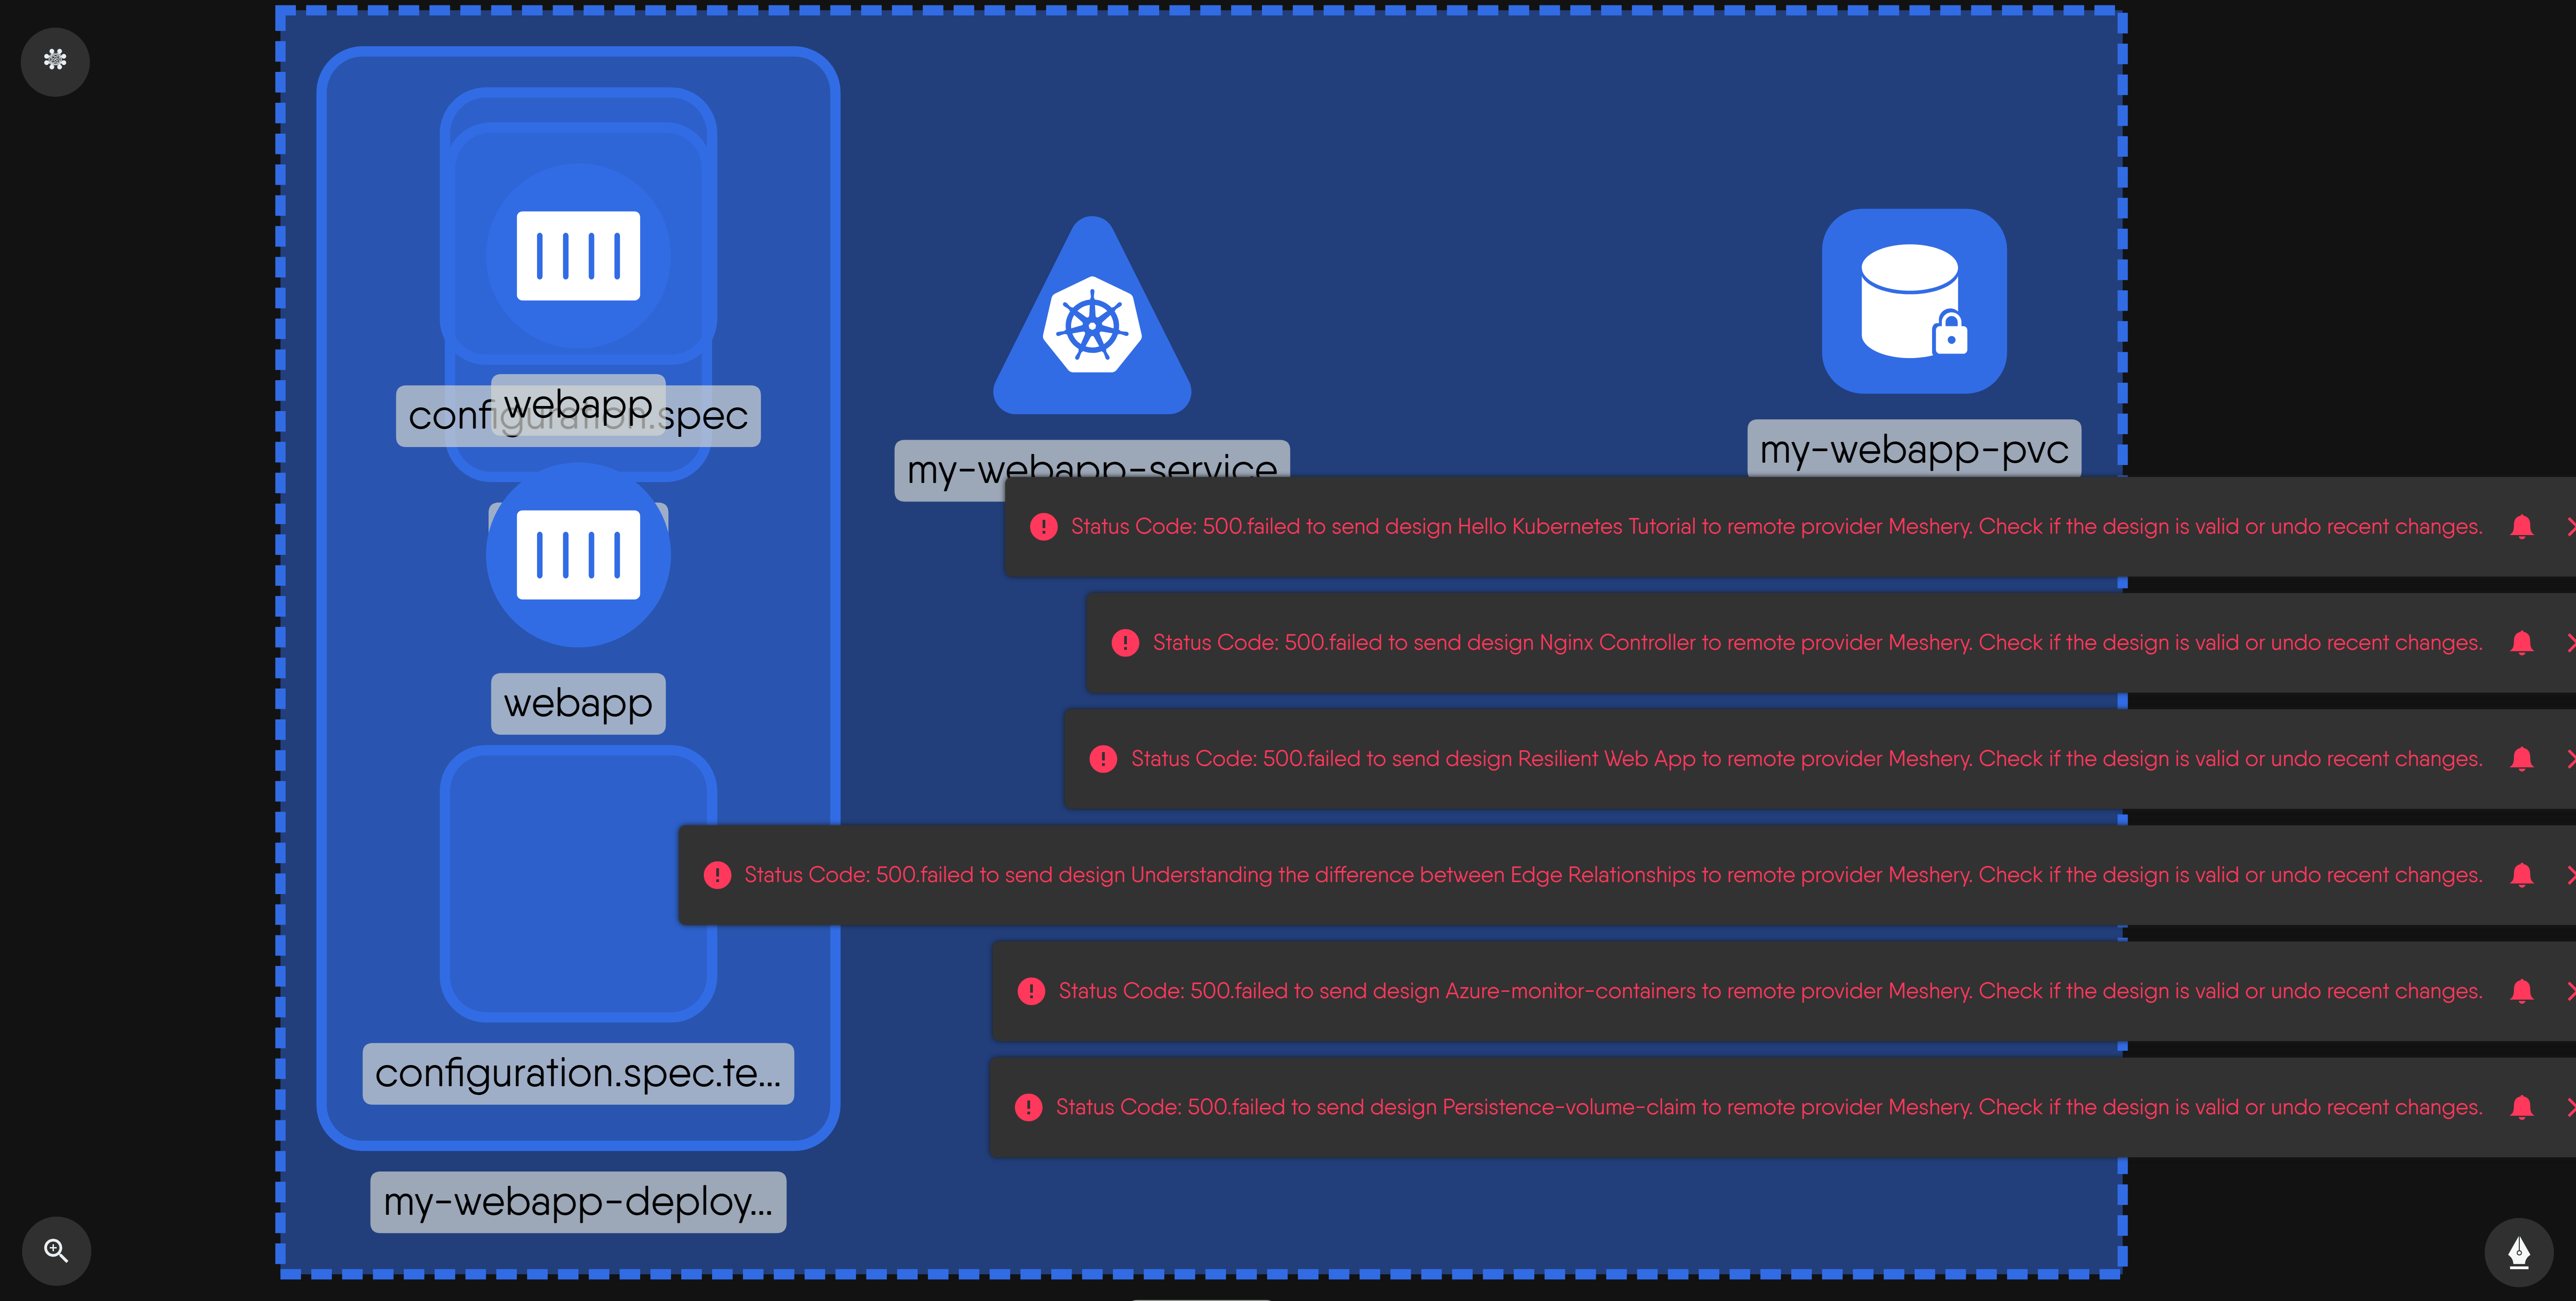 webapp
configuration.spec
my-webapp-service
my-webapp-pvc
Status Code: 500.failed to send design Hello Kubernetes Tutorial to remote provider Meshery. Check if the design is valid or undo recent changes.
Status Code: 500.failed to send design Nginx Controller to remote provider Meshery. Check if the design is valid or undo recent changes.
webapp
Status Code: 500.failed to send design Resilient Web App to remote provider Meshery. Check if the design is valid or undo recent changes.
Status Code: 500.failed to send design Understanding the difference between Edge Relationships to remote provider Meshery. Check if the design is valid or undo recent changes.
Status Code: 500.failed to send design Azure-monitor-containers to remote provider Meshery. Check if the design is valid or undo recent changes.
configuration.spec.te...
Status Code: 500.failed to send design Persistence-volume-claim to remote provider Meshery. Check if the design is valid or undo recent changes.
my-webapp-deploy...